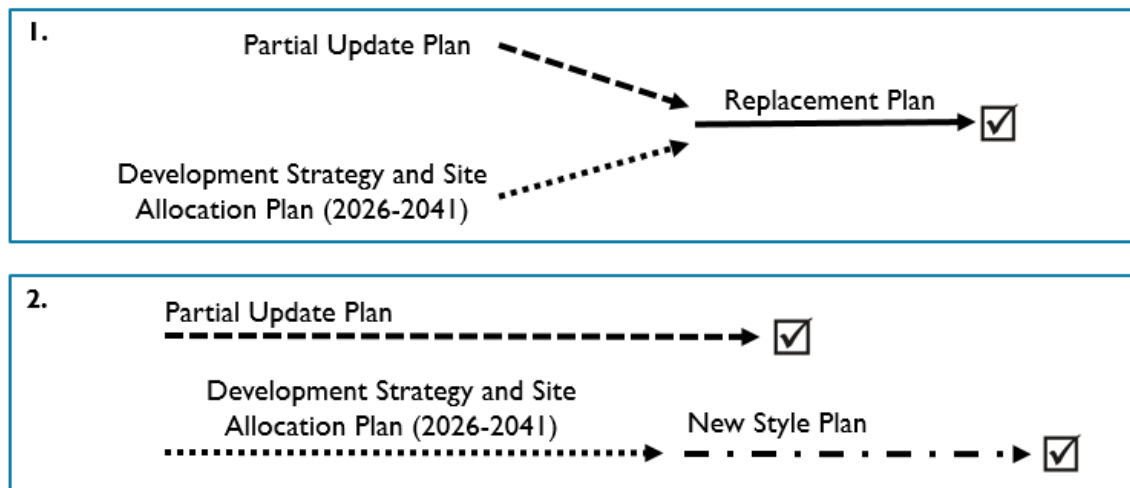 1.
Partial Update Plan
Replacement Plan
Development Strategy and Site
Allocation Plan (2026-2041)
2.
Partial Update Plan
Development Strategy and Site
Allocation Plan (2026-2041)
New Style Plan